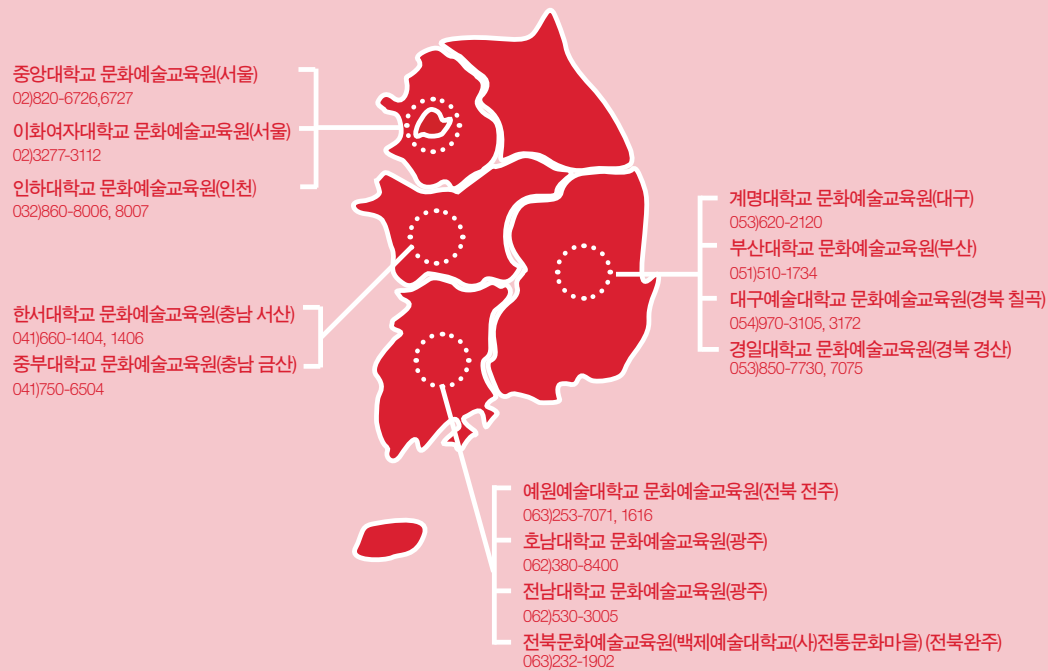 중앙대학교 문화예술교육원(서울)
02)820-6726,6727
이화여자대학교 문화예술교육원(서울)
02)3277-3112
인하대학교 문화예술교육원(인천)
032)860-8006, 8007
한서대학교 문화예술교육원(충남 서산)
041)660-1404, 1406
중부대학교 문화예술교육원(충남 금산)
041)750-6504
계명대학교 문화예술교육원(대구)
053)620-2120
부산대학교 문화예술교육원(부산)
051)510-1734
대구예술대학교 문화예술교육원(경북 칠곡)
054)970-3105, 3172
경일대학교 문화예술교육원(경북 경산)
053)850-7730, 7075
예원예술대학교 문화예술교육원(전북 전주)
063)253-7071, 1616
호남대학교 문화예술교육원(광주)
062)380-8400
전남대학교 문화예술교육원(광주)
062)530-3005
전북문화예술교육원(백제예술대학교(사)전통문화마을) (전북완주)
063)232-1902